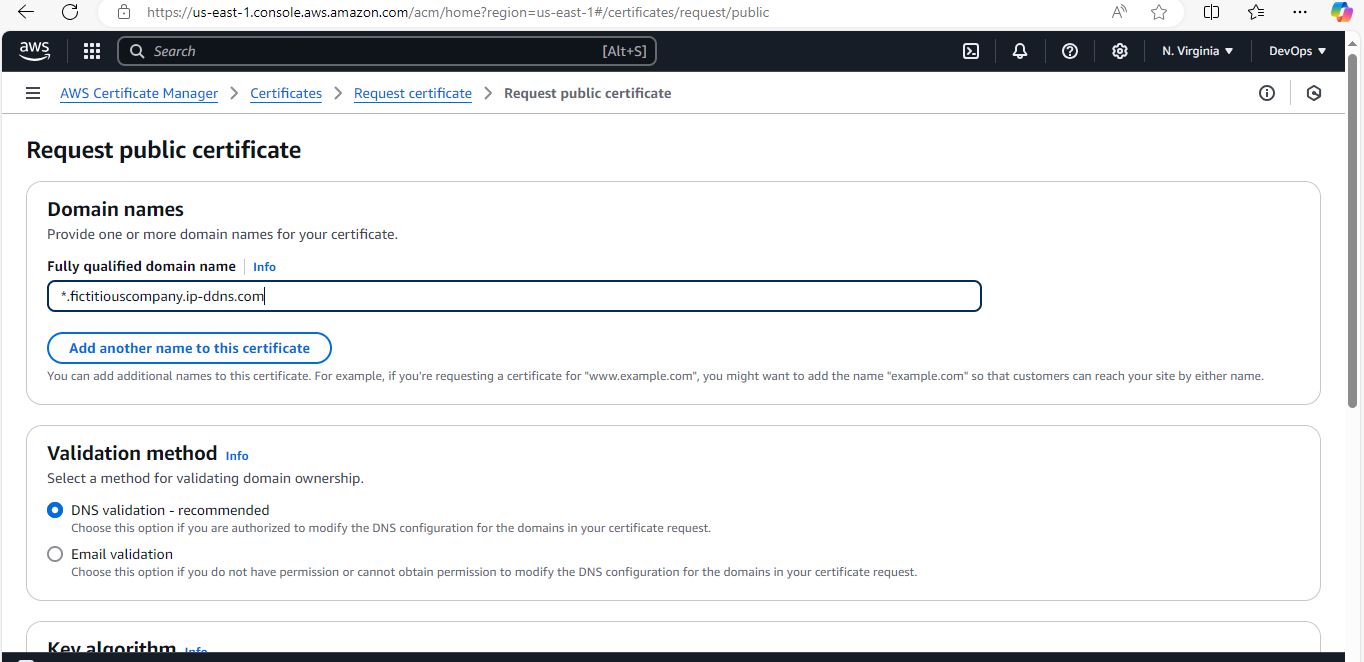 https://us-east-1.console.aws.amazon.com/acm/home?region=us-east-1#/certificates/request/public
aws Search [Alt+S] N. Virginia DevOps
AWS Certificate Manager Certificates Request certificate Request public certificate
Request public certificate
Domain names
Provide one or more domain names for your certificate.
Fully qualified domain name Info
*.fictitiouscompany.ip-ddns.com
Add another name to this certificate
You can add additional names to this certificate. For example, if you're requesting a certificate for "www.example.com", you might want to add the name "example.com" so that customers can reach your site by either name.
Validation method Info
Select a method for validating domain ownership.
DNS validation - recommended
Choose this option if you are authorized to modify the DNS configuration for the domains in your certificate request.
Email validation
Choose this option if you do not have permission or cannot obtain permission to modify the DNS configuration for the domains in your certificate request.
Key algorithm Info